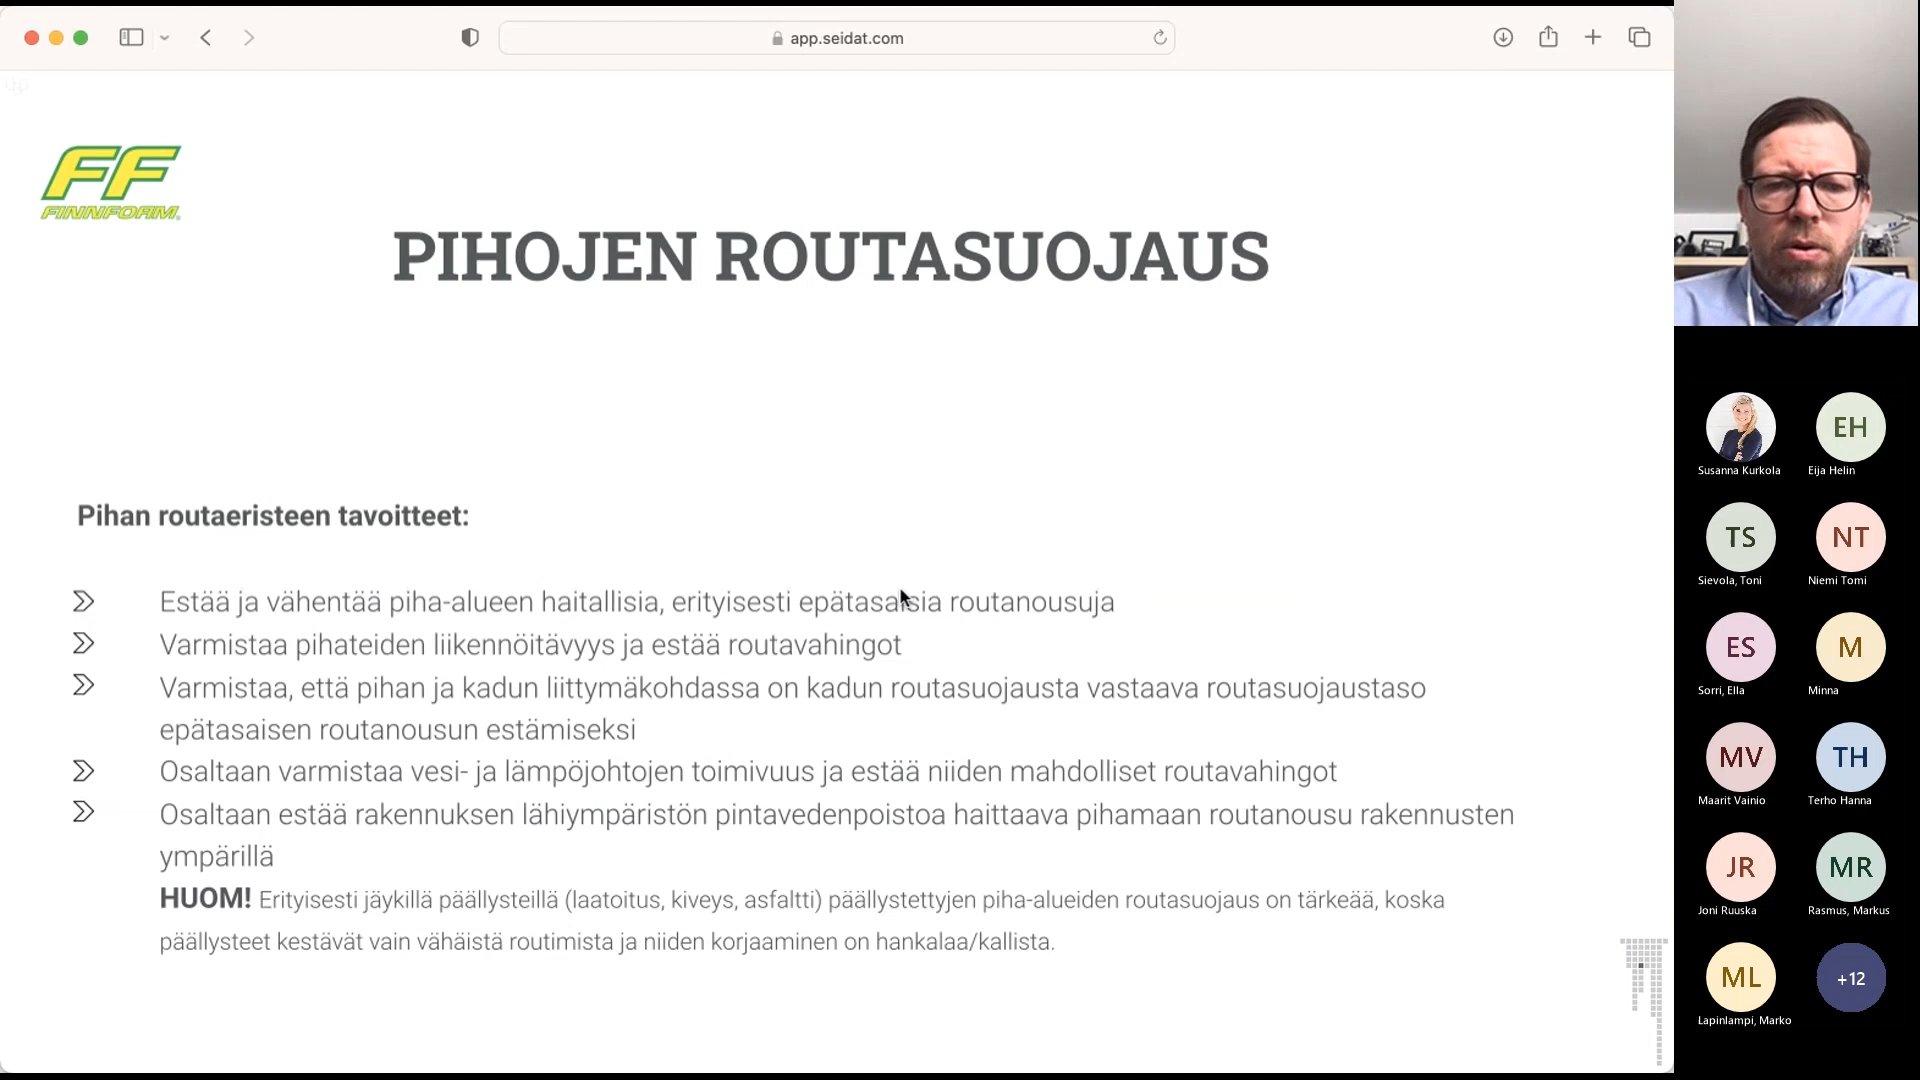 app.seidat.com
FF
FINNFOAM
PIHOJEN ROUTASUOJAUS
Pihan routaeristeen tavoitteet:
Estää ja vähentää piha-alueen haitallisia, erityisesti epätasaisia routanousuja
Varmistaa pihateiden liikennöitävyys ja estää routavahingot
Varmistaa, että pihan ja kadun liittymäkohdassa on kadun routasuojausta vastaava routasuojaustaso
epätasaisen routanousun estämiseksi
Osaltaan varmistaa vesi- ja lämpöjohtojen toimivuus ja estää niiden mahdolliset routavahingot
Osaltaan estää rakennuksen lähiympäristön pintavedenpoistoa haittaava pihamaan routanousu rakennusten
ympärillä
HUOM! Erityisesti jäykillä päällysteillä (laatoitus, kiveys, asfaltti) päällystettyjen piha-alueiden routasuojaus on tärkeää, koska
päällysteet kestävät vain vähäistä routimista ja niiden korjaaminen on hankalaa/kallista.
EH
Susanna Kurkola
Eija Helin
TS
NT
Sievola, Toni
Niemi Tomi
ES
M
Sorri, Ella
Minna
MV
TH
Maarit Vainio
Terho Hanna
JR
MR
Joni Ruuska
Rasmus, Markus
ML
+12
Lapinlampi, Marko